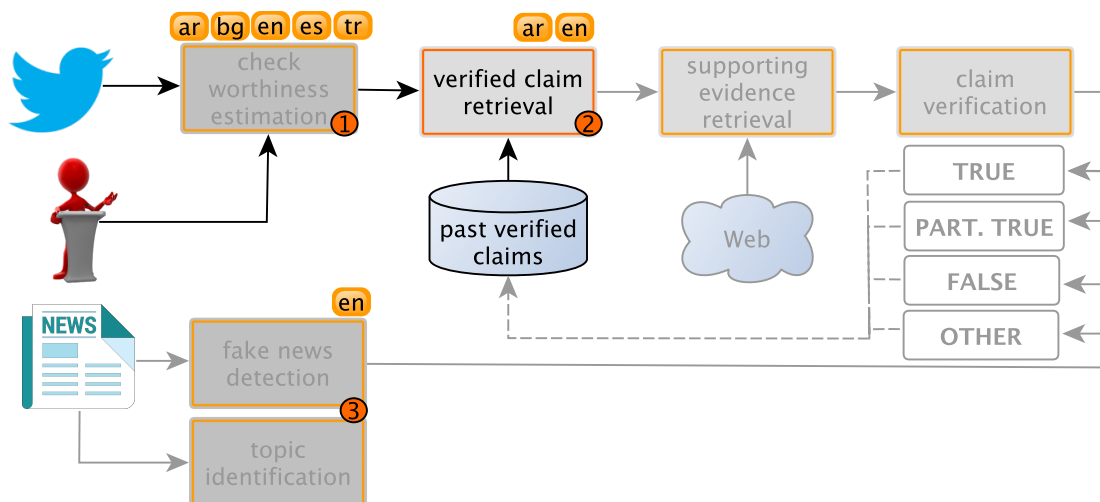 ar bg en es tr
check
worthiness
estimation
1
ar en
verified claim
retrieval
2
supporting
evidence
retrieval
claim
verification
past verified
claims
Web
TRUE
PART. TRUE
FALSE
OTHER
NEWS
en
fake news
detection
3
topic
identification